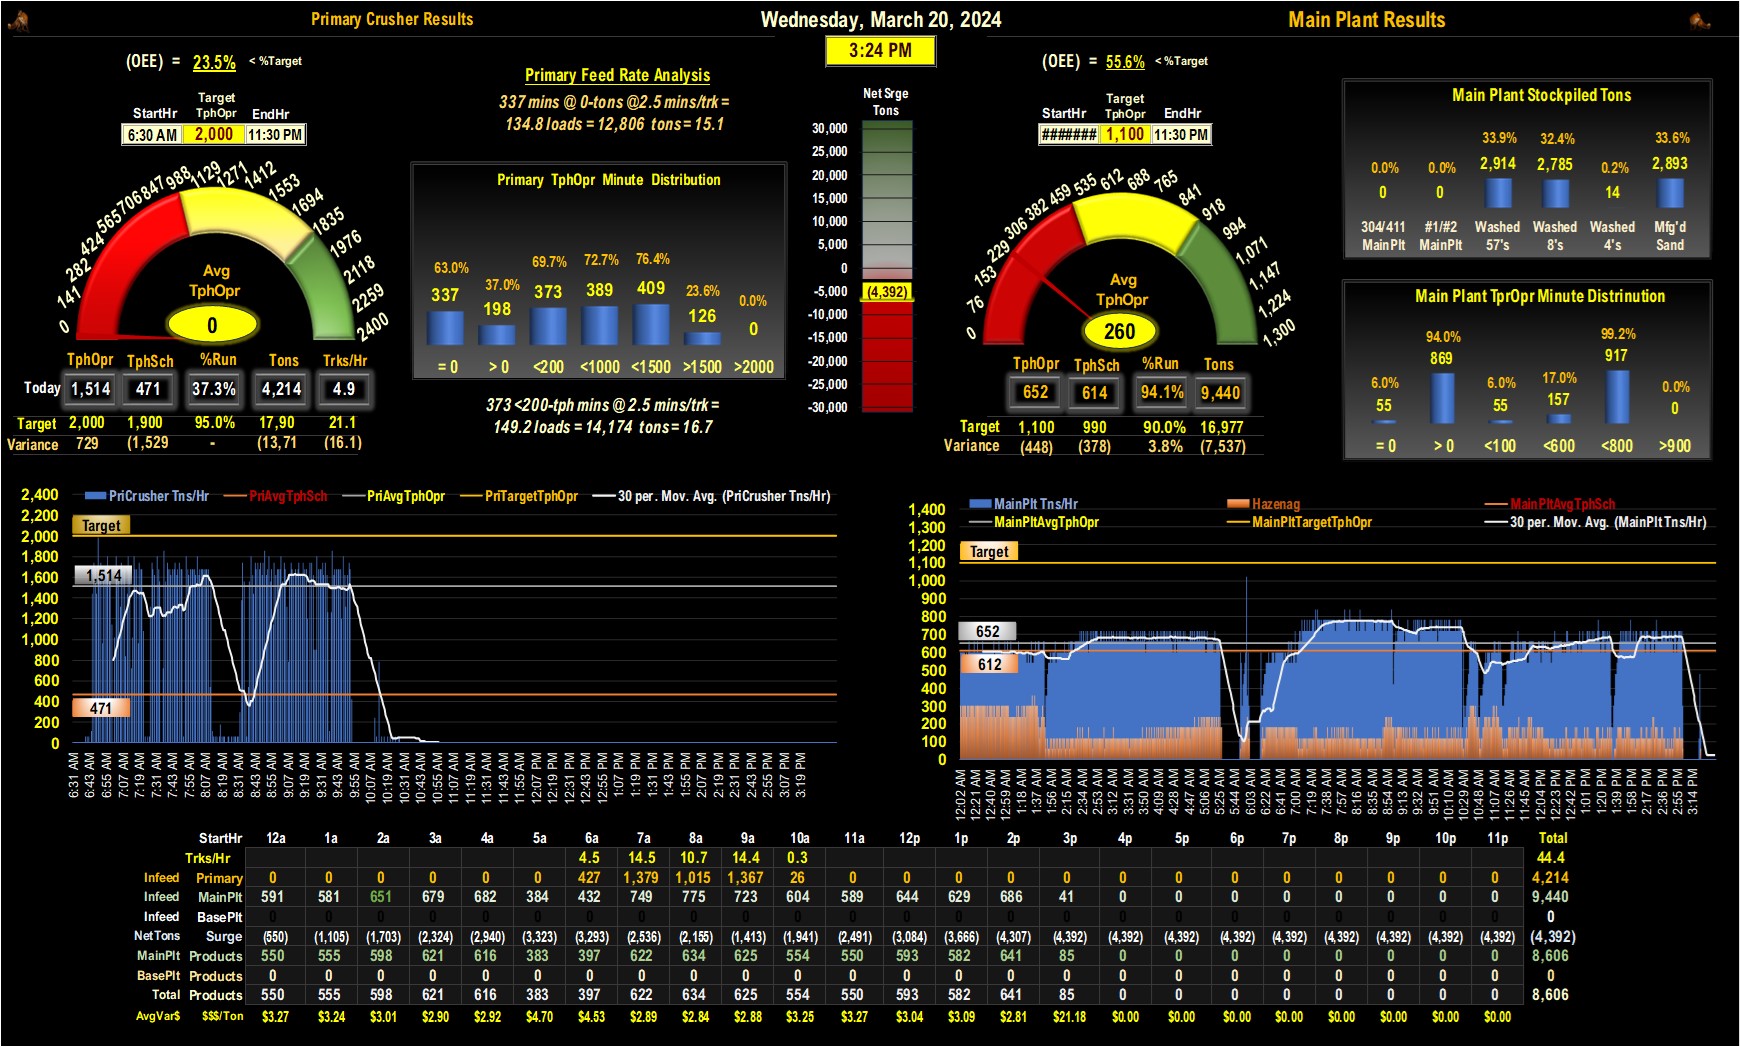 Primary Crusher Results
Wednesday, March 20, 2024
Main Plant Results
3:24 PM
(OEE) = 23.5% < %Target
Target
StartHr TphOpr EndHr
6:30 AM 2,000 11:30 PM
0 141 282 424 565 706 847 988 1129 1271 1412 1553 1694 1835 1976 2118 2259 2400
Avg
TphOpr
0
TphOpr TphSch %Run Tons Trks/Hr
Today 1,514 471 37.3% 4,214 4.9
Target 2,000 1,900 95.0% 17,90 21.1
Variance 729 (1,529 - (13,71 (16.1)
Primary Feed Rate Analysis
337 mins @ 0-tons @2.5 mins/trk =
134.8 loads = 12,806 tons = 15.1
Primary TphOpr Minute Distribution
63.0% 37.0% 69.7% 72.7% 76.4% 23.6% 0.0%
337 198 373 389 409 126 0
= 0 > 0 <200 <1000 <1500 >1500 >2000
373 <200-tph mins @ 2.5 mins/trk =
149.2 loads = 14,174 tons = 16.7
Net Srge
Tons
30,000
25,000
20,000
15,000
10,000
5,000
0
-5,000
(4,392)
-10,000
-15,000
-20,000
-25,000
-30,000
(OEE) = 55.6% < %Target
Target
StartHr TphOpr EndHr
####### 1,100 11:30 PM
0 76 153 229 306 382 459 535 612 688 765 841 918 994 1,071 1,147 1,224 1,300
Avg
TphOpr
260
TphOpr TphSch %Run Tons
652 614 94.1% 9,440
Target 1,100 990 90.0% 16,977
Variance (448) (378) 3.8% (7,537)
Main Plant Stockpiled Tons
0.0% 0.0% 33.9% 32.4% 0.2% 33.6%
0 0 2,914 2,785 14 2,893
304/411 #1/#2 Washed Washed Washed Mfg'd
MainPlt MainPlt 57's 8's 4's Sand
Main Plant TprOpr Minute Distrinution
6.0% 94.0% 6.0% 17.0% 99.2% 0.0%
55 869 55 157 917 0
= 0 > 0 <100 <600 <800 >900
PriCrusher Tns/Hr PriAvgTphSch PriAvgTphOpr PriTargetTphOpr 30 per. Mov. Avg. (PriCrusher Tns/Hr)
2,400
2,200
Target
2,000
1,800
1,600
1,514
1,400
1,200
1,000
800
600
400
471
200
0
6:31 AM 6:43 AM 6:55 AM 7:07 AM 7:19 AM 7:31 AM 7:43 AM 7:55 AM 8:07 AM 8:19 AM 8:31 AM 8:43 AM 8:55 AM 9:07 AM 9:19 AM 9:31 AM 9:43 AM 9:55 AM 10:07 AM 10:19 AM 10:31 AM 10:43 AM 10:55 AM 11:07 AM 11:19 AM 11:31 AM 11:43 AM 11:55 AM 12:07 PM 12:19 PM 12:31 PM 12:43 PM 12:55 PM 1:07 PM 1:19 PM 1:31 PM 1:43 PM 1:55 PM 2:07 PM 2:19 PM 2:31 PM 2:43 PM 2:55 PM 3:07 PM 3:19 PM
MainPlt Tns/Hr Hazenag MainPltAvgTphSch
MainPltAvgTphOpr MainPltTargetTphOpr 30 per. Mov. Avg. (MainPlt Tns/Hr)
1,400
1,300
1,200
Target
1,100
1,000
900
800
700
652
600
612
500
400
300
200
100
0
12:02 AM 12:21 AM 12:40 AM 12:59 AM 1:18 AM 1:37 AM 1:56 AM 2:15 AM 2:34 AM 2:53 AM 3:12 AM 3:31 AM 3:50 AM 4:09 AM 4:28 AM 4:47 AM 5:06 AM 5:25 AM 5:44 AM 6:03 AM 6:22 AM 6:41 AM 7:00 AM 7:19 AM 7:38 AM 7:57 AM 8:16 AM 8:35 AM 8:54 AM 9:13 AM 9:32 AM 9:51 AM 10:10 AM 10:29 AM 10:48 AM 11:07 AM 11:26 AM 11:45 AM 12:04 PM 12:23 PM 12:42 PM 1:01 PM 1:20 PM 1:39 PM 1:58 PM 2:17 PM 2:36 PM 2:55 PM 3:14 PM
StartHr 12a 1a 2a 3a 4a 5a 6a 7a 8a 9a 10a 11a 12p 1p 2p 3p 4p 5p 6p 7p 8p 9p 10p 11p Total
Trks/Hr 4.5 14.5 10.7 14.4 0.3 44.4
Infeed Primary 0 0 0 0 0 0 427 1,379 1,015 1,367 26 0 0 0 0 0 0 0 0 0 0 0 0 0 4,214
Infeed MainPlt 591 581 651 679 682 384 432 749 775 723 604 589 644 629 686 41 0 0 0 0 0 0 0 0 9,440
Infeed BasePlt 0 0 0 0 0 0 0 0 0 0 0 0 0 0 0 0 0 0 0 0 0 0 0 0 0
NetTons Surge (550) (1,105) (1,703) (2,324) (2,940) (3,323) (3,293) (2,536) (2,155) (1,413) (1,941) (2,491) (3,084) (3,666) (4,307) (4,392) (4,392) (4,392) (4,392) (4,392) (4,392) (4,392) (4,392) (4,392) (4,392)
MainPlt Products 550 555 598 621 616 383 397 622 634 625 554 550 593 582 641 85 0 0 0 0 0 0 0 0 8,606
BasePlt Products 0 0 0 0 0 0 0 0 0 0 0 0 0 0 0 0 0 0 0 0 0 0 0 0 0
Total Products 550 555 598 621 616 383 397 622 634 625 554 550 593 582 641 85 0 0 0 0 0 0 0 0 8,606
AvgVar$ $$$/Ton $3.27 $3.24 $3.01 $2.90 $2.92 $4.70 $4.53 $2.89 $2.84 $2.88 $3.25 $3.27 $3.04 $3.09 $2.81 $21.18 $0.00 $0.00 $0.00 $0.00 $0.00 $0.00 $0.00 $0.00